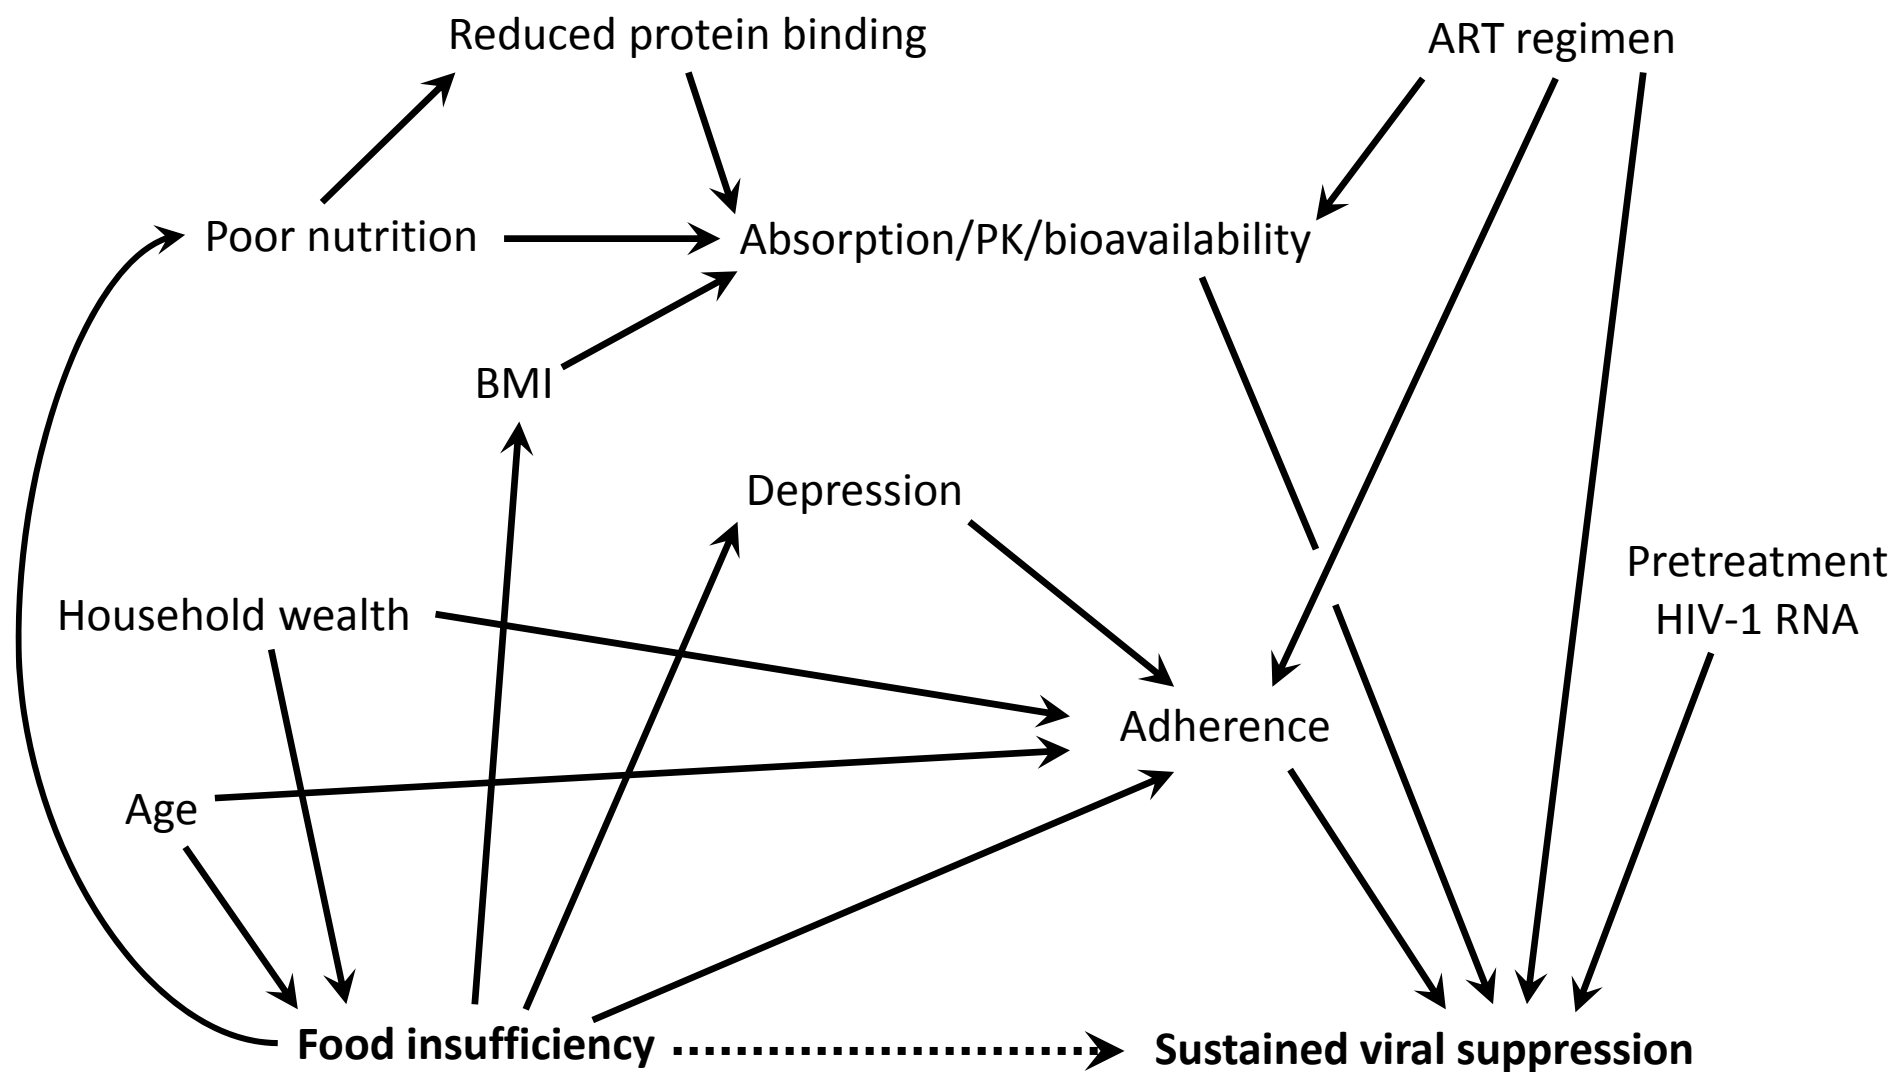 Reduced protein binding
ART regimen
Poor nutrition
Absorption/PK/bioavailability
BMI
Depression
Pretreatment
HIV-1 RNA
Household wealth
Adherence
Age
Food insufficiency
Sustained viral suppression